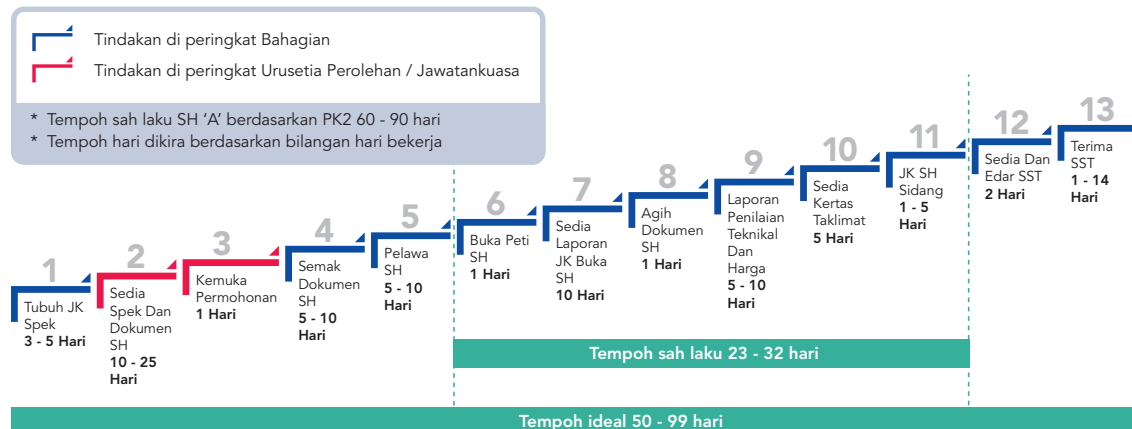 Tindakan di peringkat Bahagian
Tindakan di peringkat Urusetia Perolehan / Jawatankuasa
* Tempoh sah laku SH ‘A’ berdasarkan PK2 60 - 90 hari
* Tempoh hari dikira berdasarkan bilangan hari bekerja
1
Tubuh JK
Spek
3 - 5 Hari
2
Sedia
Spek Dan
Dokumen
SH
10 - 25
Hari
3
Kemuka
Permohonan
1 Hari
4
Semak
Dokumen
SH
5 - 10
Hari
5
Pelawa
SH
5 - 10
Hari
6
Buka Peti
SH
1 Hari
7
Sedia
Laporan
JK Buka
SH
10 Hari
8
Agih
Dokumen
SH
1 Hari
9
Laporan
Penilaian
Teknikal
Dan
Harga
5 - 10
Hari
10
Sedia
Kertas
Taklimat
5 Hari
11
JK SH
Sidang
1 - 5
Hari
12
Sedia Dan
Edar SST
2 Hari
13
Terima
SST
1 - 14
Hari
Tempoh sah laku 23 - 32 hari
Tempoh ideal 50 - 99 hari